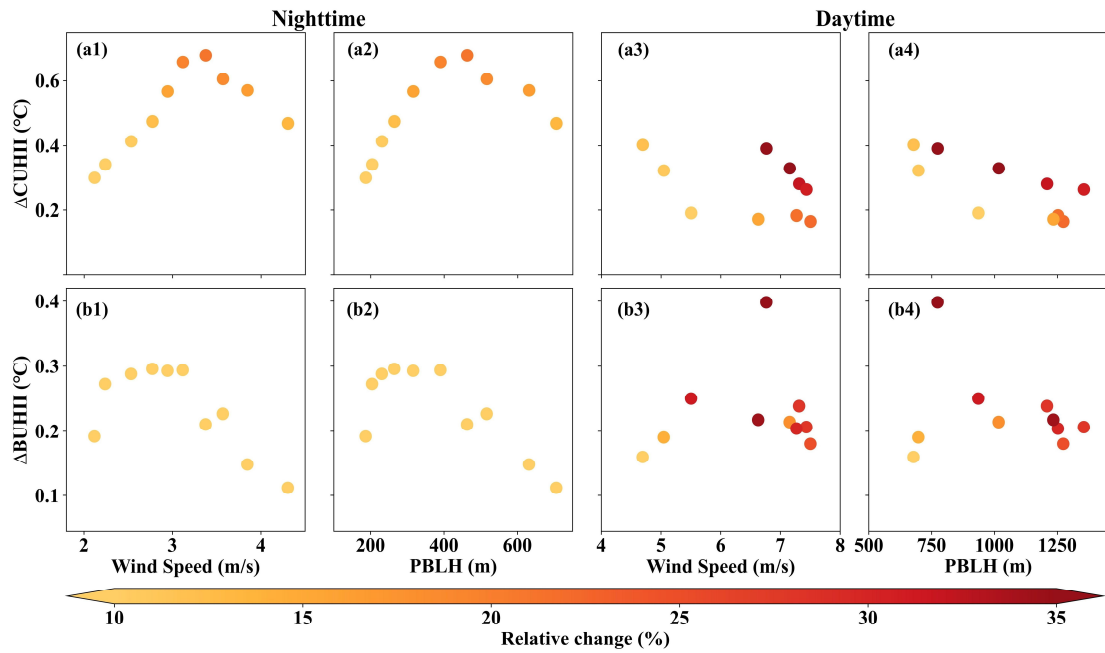 Nighttime
Daytime
(a1)
(a2)
(a3)
(a4)
ΔCUHII (°C)
0.6
0.4
0.2
(b1)
(b2)
(b3)
(b4)
ΔBUHII (°C)
0.4
0.3
0.2
0.1
2 3 4
200 400 600
4 5 6 7 8
500 750 1000 1250
Wind Speed (m/s)
PBLH (m)
Wind Speed (m/s)
PBLH (m)
10 15 20 25 30 35
Relative change (%)